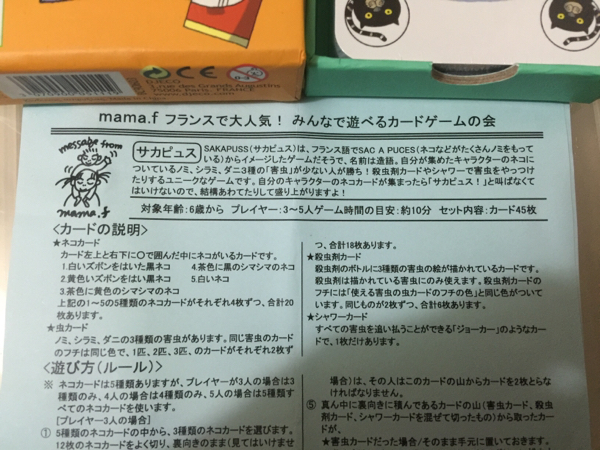 DJECO
3, rue des Grands Augustins
75006 Paris, FRANCE
www.djeco.com
CE
message from
mama.f
mama.f フランスで大人気！ みんなで遊べるカードゲームの会
サカピュス
SAKAPUSS（サカピュス）は、フランス語でSAC A PUCES（ネコなどがたくさんノミをもて
いる）からイメージしたゲームだそうで、名前は造語。自分が集めたキャラクターのネコに
ついているノミ、シラミ、ダニ3種の「害虫」が少ない人が勝ち！殺虫剤カードやシャワーで害虫をやっつけ
たりするユニークなゲームです。自分のキャラクターのネコカードが集まったら「サカピュス！」と叫ばなくて
はいけないので、結構あわてたりして盛り上がりますよ！
対象年齢：6歳から プレイヤー：3～5人ゲーム時間の目安：約10分 セット内容：カード45枚
＜カードの説明＞
★ネコカード
カード左上と右下に○で囲んだ中にネコがいるカードです。
1.白いズボンをはいた黒ネコ 4.茶色に黒のシマシマのネコ
2.黄色いズボンをはいた黒ネコ 5.白いネコ
3.茶色に黄色のシマシマのネコ
上記の1～5の5種類のネコカードがそれぞれ4枚ずつ、合計20
枚あります。
★虫カード
ノミ、シラミ、ダニの3種類の害虫があります。同じ害虫のカード
のフチは同じ色で、1匹、2匹、3匹、のカードがそれぞれ2枚ず
つ、合計18枚あります。
★殺虫剤カード
殺虫剤のボトルに3種類の害虫の絵が描かれているカードです。
殺虫剤は描かれている害虫にのみ使えます。殺虫剤カードの
フチには「使える害虫の虫カードのフチの色」と同じ色がついて
います。同じものが2枚ずつ、合計6枚あります。
★シャワーカード
すべての害虫を追い払うことができる「ジョーカー」のようなカード
で、1枚だけあります。
＜遊び方（ルール）＞
※ ネコカードは5種類ありますが、プレイヤーが3人の場合は3
種類のみ、4人の場合は4種類のみ、5人の場合は5種類す
べてのネコカードを使います。
[プレイヤー3人の場合]
① 5種類のネコカードの中から、3種類のネコカードを選びます。
12枚のネコカードをよく切り、裏向きのまま（見てはいけませ
場合）は、その人はこのカードの山からカードを2枚とらな
ければなりません。
⑤ 真ん中に裏向きに積んであるカードの山（害虫カード、殺虫
剤カード、シャワーカードを混ぜて切ったもの）から取ったカード
が、
★害虫カードだった場合／そのまま手元に置いておきます。